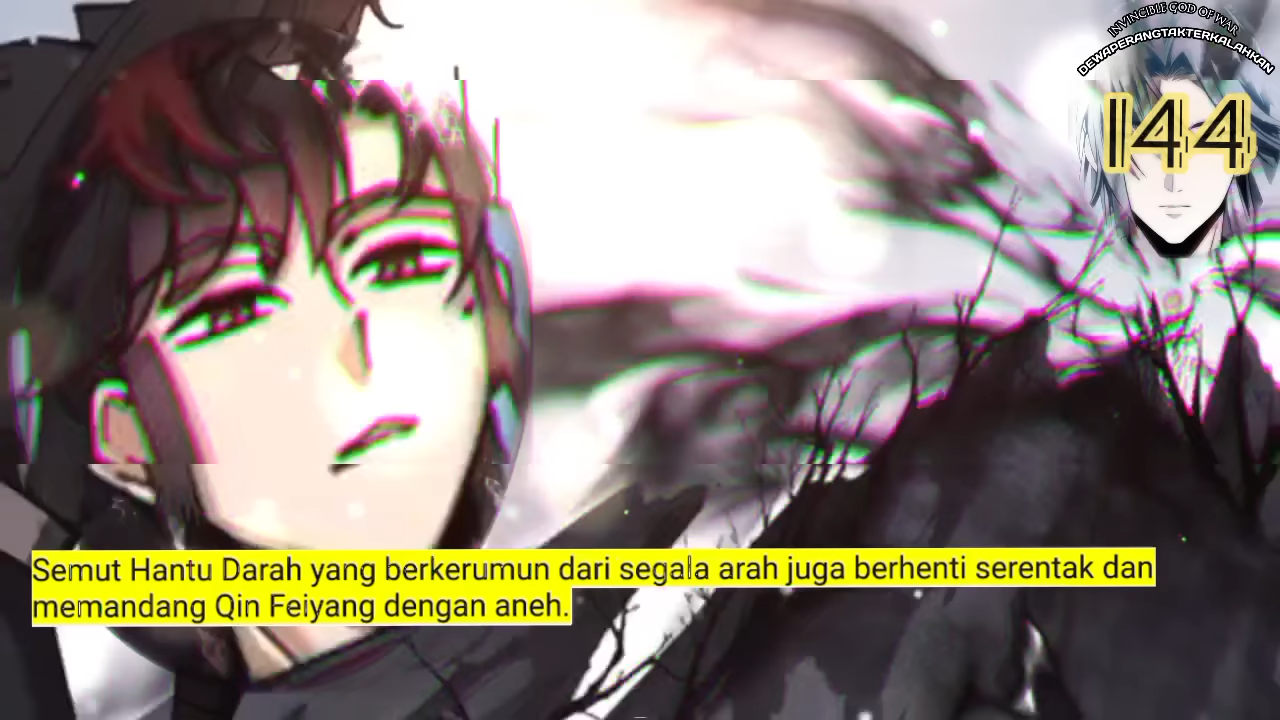 INVINCIBLE GOD OF WAR
DEWAPERANGTAKTERKALAHKAN
144
Semut Hantu Darah yang berkerumun dari segala arah juga berhenti serentak dan
memandang Qin Feiyang dengan aneh.